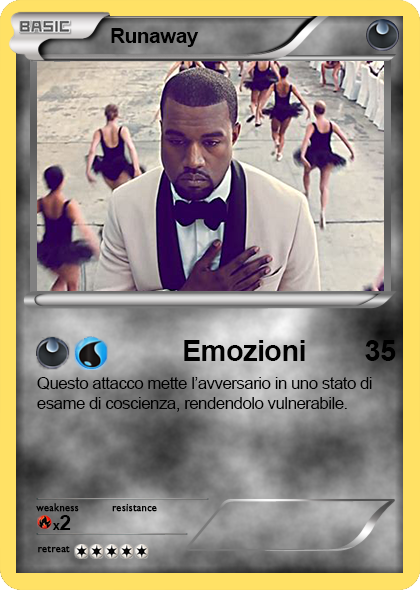 BASIC
Runaway
Emozioni 35
Questo attacco mette l'avversario in uno stato di
esame di coscienza, rendendolo vulnerabile.
weakness resistance
x2
retreat